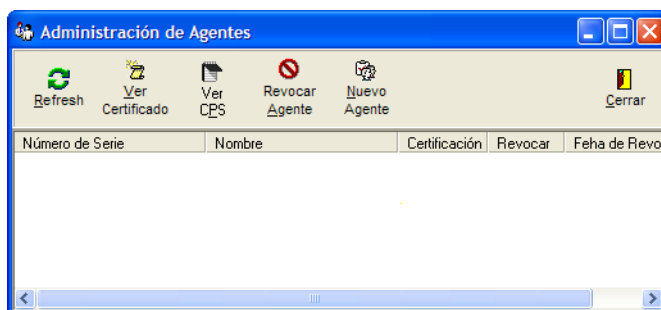 Administración de Agentes
Refresh
Ver Certificado
Ver CPS
Revocar Agente
Nuevo Agente
Cerrar
Número de Serie Nombre Certificación Revocar Feha de Revo